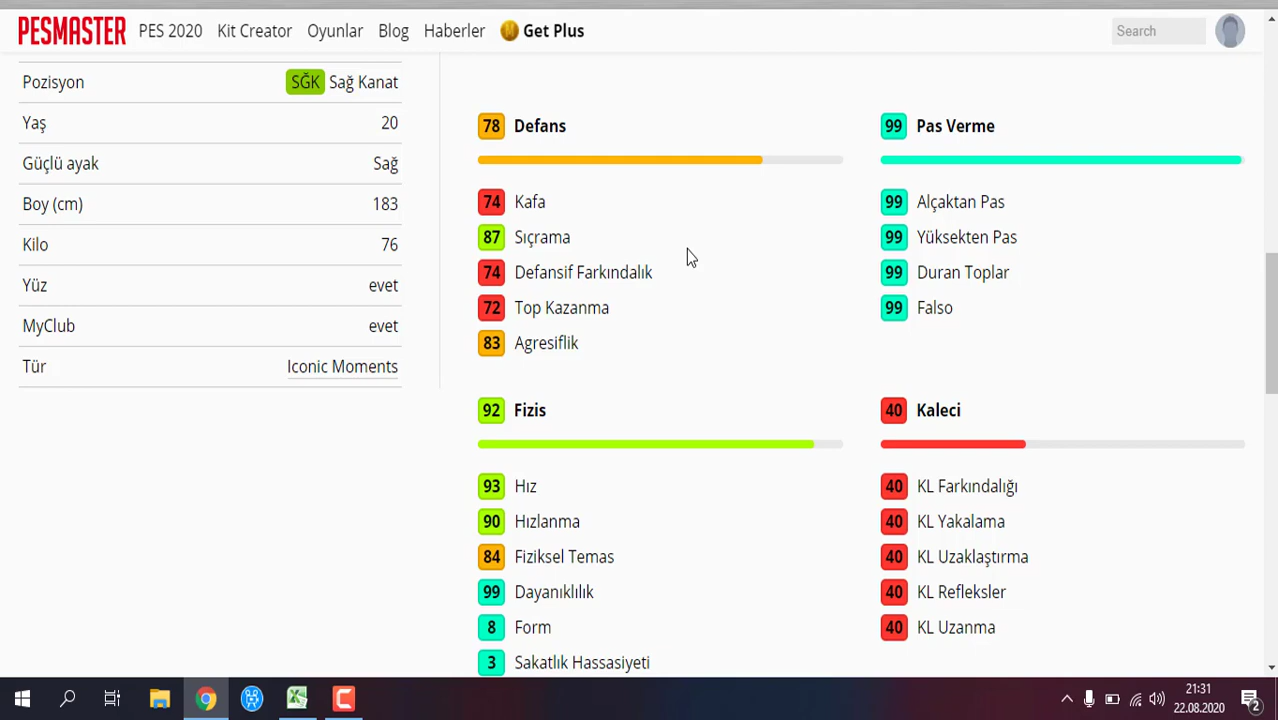 PESMASTER PES 2020 Kit Creator Oyunlar Blog Haberler Get Plus Search
Pozisyon SĞK Sağ Kanat
Yaş 20
Güçlü ayak Sağ
Boy (cm) 183
Kilo 76
Yüz evet
MyClub evet
Tür Iconic Moments
78 Defans
74 Kafa
87 Sıçrama
74 Defansif Farkındalık
72 Top Kazanma
83 Agresiflik
99 Pas Verme
99 Alçaktan Pas
99 Yüksekten Pas
99 Duran Toplar
99 Falso
92 Fizis
93 Hız
90 Hızlanma
84 Fiziksel Temas
99 Dayanıklılık
8 Form
3 Sakatlık Hassasiyeti
40 Kaleci
40 KL Farkındalığı
40 KL Yakalama
40 KL Uzaklaştırma
40 KL Refleksler
40 KL Uzanma
21:31
22.08.2020
2